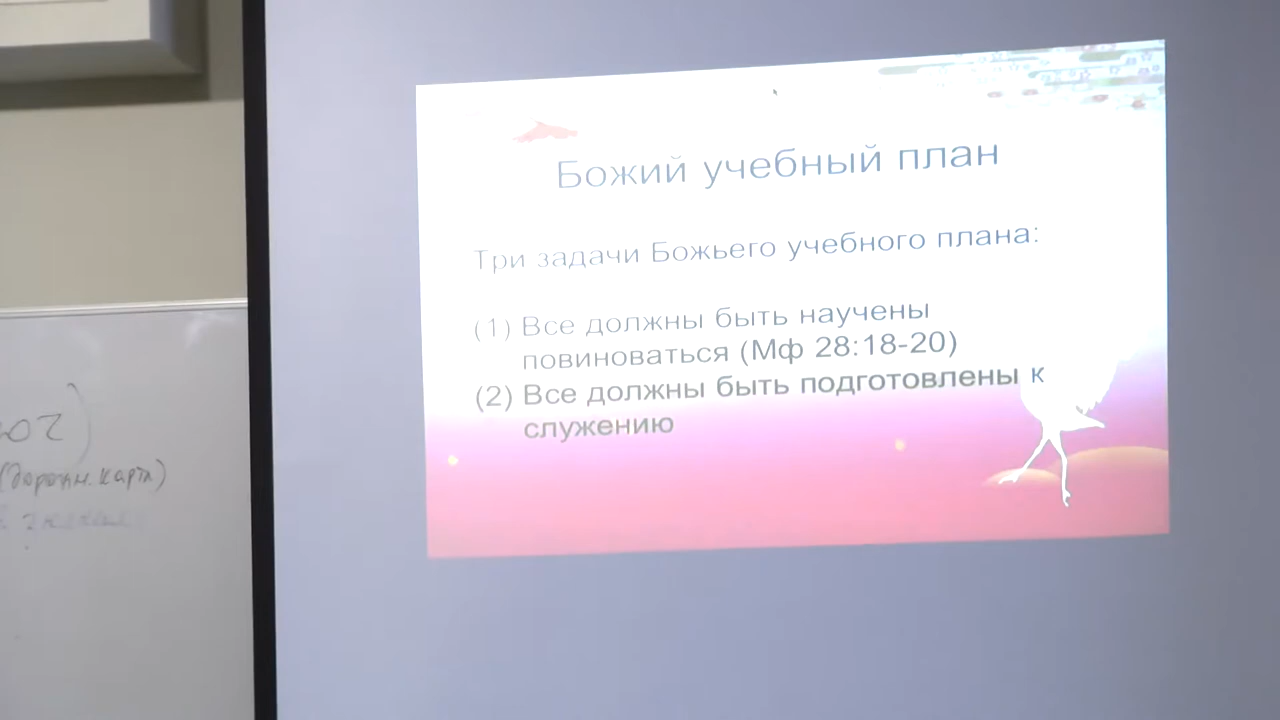 Божий учебный план
Три задачи Божьего учебного плана:
(1) Все должны быть научены
повиноваться (Мф 28:18-20)
(2) Все должны быть подготовлены к
служению
(дорожн. карта)